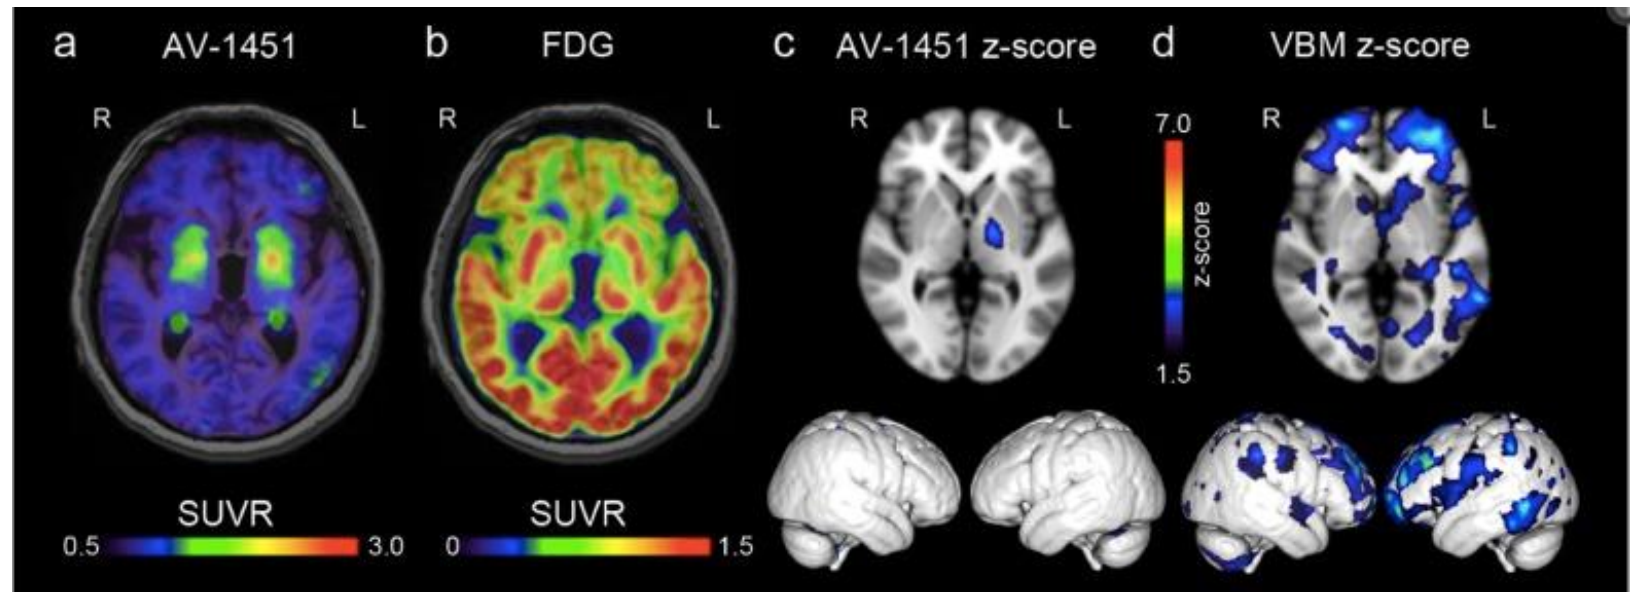 a AV-1451
b FDG
c AV-1451 z-score
d VBM z-score
R L
R L
R L
7.0
z-score
1.5
R L
SUVR
0.5 3.0
SUVR
0 1.5